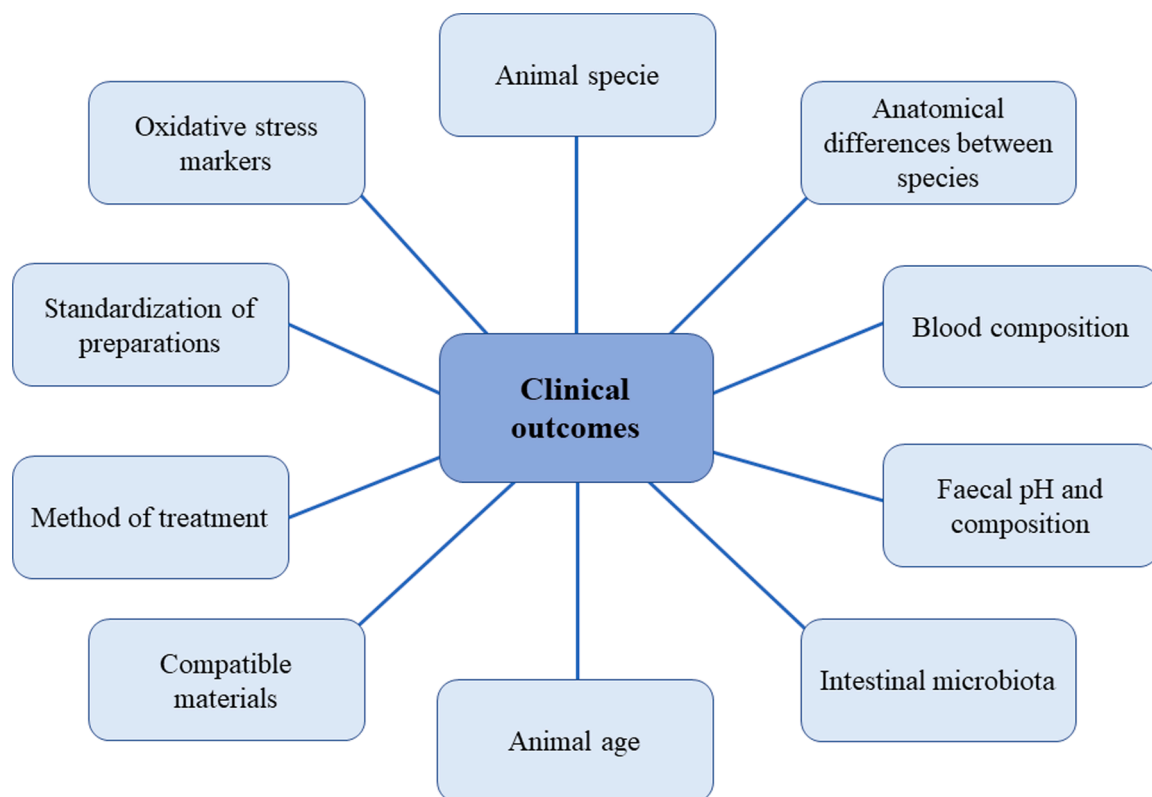 Animal specie
Oxidative stress
markers
Anatomical
differences between
species
Standardization of
preparations
Blood composition
Clinical
outcomes
Method of treatment
Faecal pH and
composition
Compatible
materials
Intestinal microbiota
Animal age